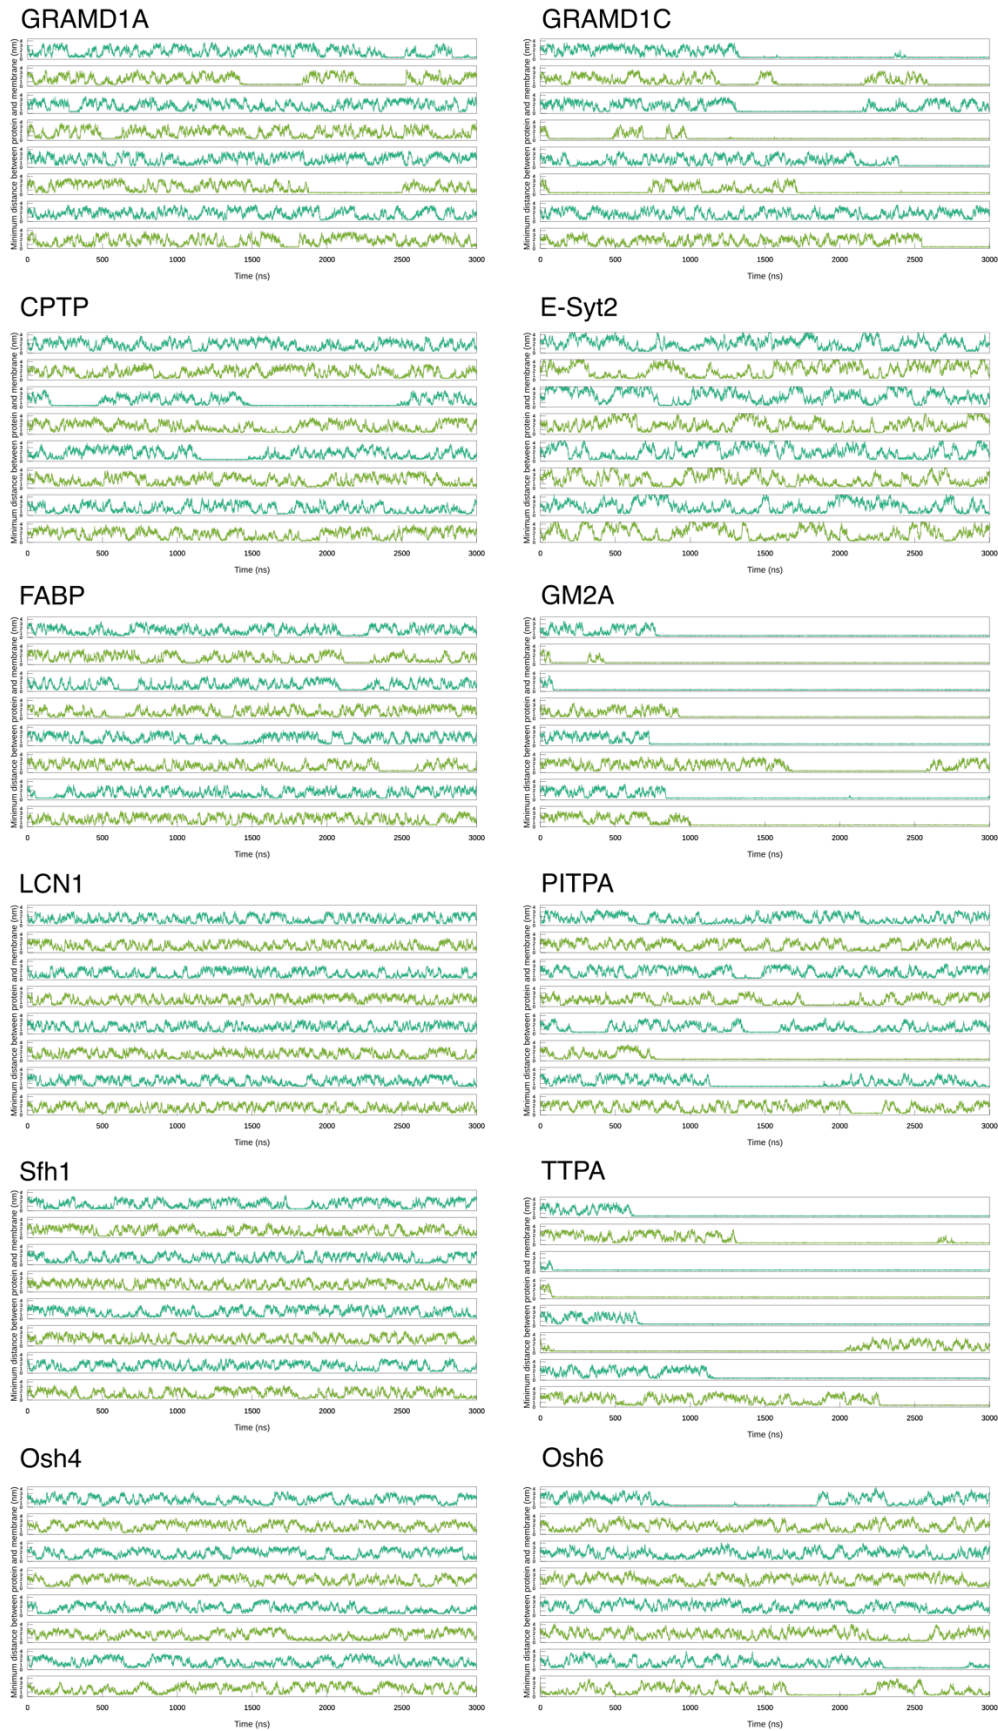 GRAMD1A
GRAMD1C
Minimum distance between protein and membrane (nm)
Minimum distance between protein and membrane (nm)
0 500 1000 1500 2000 2500 3000
0 500 1000 1500 2000 2500 3000
Time (ns)
Time (ns)
CPTP
E-Syt2
Minimum distance between protein and membrane (nm)
Minimum distance between protein and membrane (nm)
0 500 1000 1500 2000 2500 3000
0 500 1000 1500 2000 2500 3000
Time (ns)
Time (ns)
FABP
GM2A
Minimum distance between protein and membrane (nm)
Minimum distance between protein and membrane (nm)
0 500 1000 1500 2000 2500 3000
0 500 1000 1500 2000 2500 3000
Time (ns)
Time (ns)
LCN1
PITPA
Minimum distance between protein and membrane (nm)
Minimum distance between protein and membrane (nm)
0 500 1000 1500 2000 2500 3000
0 500 1000 1500 2000 2500 3000
Time (ns)
Time (ns)
Sfh1
TTPA
Minimum distance between protein and membrane (nm)
Minimum distance between protein and membrane (nm)
0 500 1000 1500 2000 2500 3000
0 500 1000 1500 2000 2500 3000
Time (ns)
Time (ns)
Osh4
Osh6
Minimum distance between protein and membrane (nm)
Minimum distance between protein and membrane (nm)
0 500 1000 1500 2000 2500 3000
0 500 1000 1500 2000 2500 3000
Time (ns)
Time (ns)